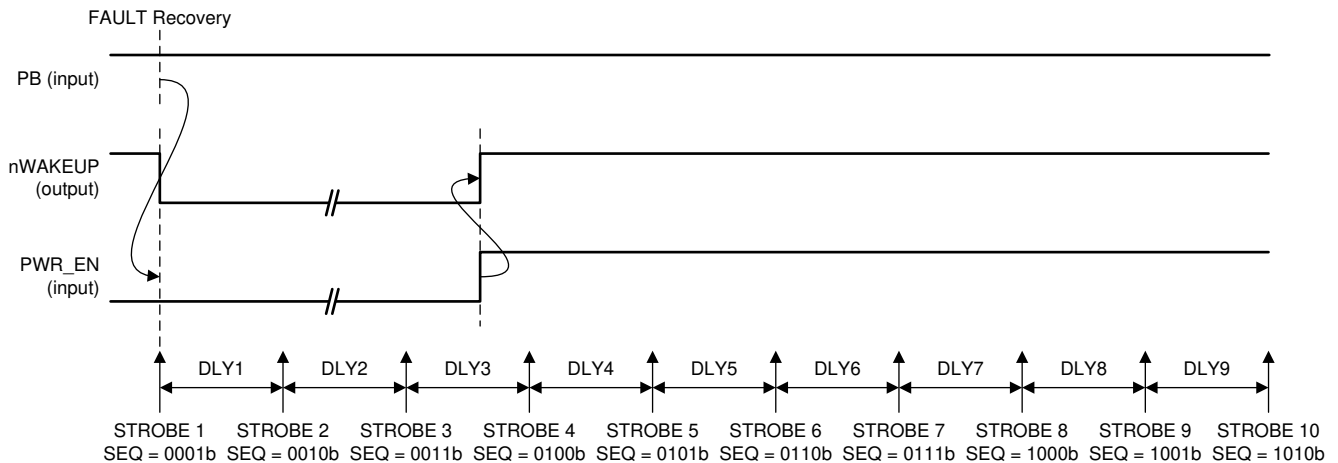 FAULT Recovery
PB (input)
nWAKEUP
(output)
PWR_EN
(input)
DLY1 DLY2 DLY3 DLY4 DLY5 DLY6 DLY7 DLY8 DLY9
STROBE 1 STROBE 2 STROBE 3 STROBE 4 STROBE 5 STROBE 6 STROBE 7 STROBE 8 STROBE 9 STROBE 10
SEQ = 0001b SEQ = 0010b SEQ = 0011b SEQ = 0100b SEQ = 0101b SEQ = 0110b SEQ = 0111b SEQ = 1000b SEQ = 1001b SEQ = 1010b